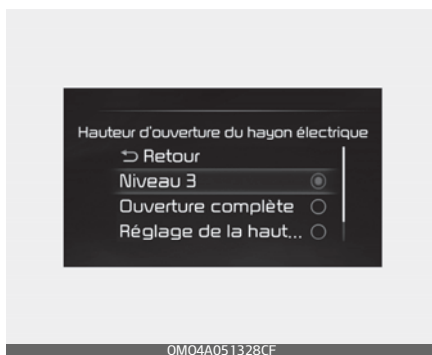 Hauteur d'ouverture du hayon électrique
Retour
Niveau 3
Ouverture complète
Réglage de la haut...
OMO4A051328CF